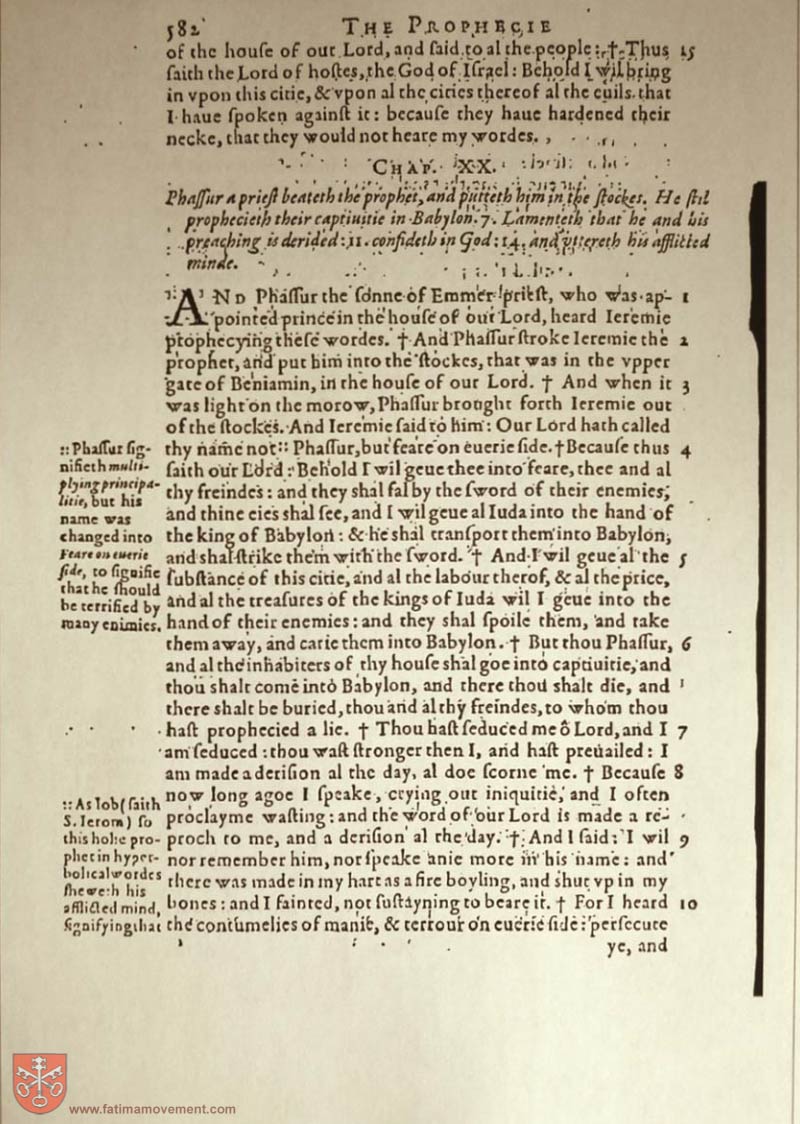 582 THE PROPHECIE
of the houſe of our Lord, and ſaid to al the people: † Thus 15
ſaith the Lord of hoſtes, the God of Iſrael: Behold I wil bring
in vpon this citie, & vpon al the cities thereof al the euils that
I haue ſpoken againſt it: becauſe they haue hardened their
necke, that they would not heare my wordes.
CHAP. XX.
Phaſſur a prieſt beateth the prophet, and putteth him in the ſtockes. He ſtil
prophecieth their captiuitie in Babylon. 7. Lamenteth that he and his
preaching is derided: 11. confideth in God: 14. and vttereth his afflicted
minde.
AND Phaſſur the ſonne of Emmer prieſt, who was ap- 1
pointed prince in the houſe of our Lord, heard Ieremie
prophecying theſe wordes. † And Phaſſur ſtroke Ieremie the 2
prophet, and put him into the ſtockes, that was in the vpper
gate of Beniamin, in the houſe of our Lord. † And when it 3
was light on the morow, Phaſſur brought forth Ieremie out
of the ſtockes. And Ieremie ſaid to him: Our Lord hath called
thy name not :: Phaſſur, but feare on euerie ſide. † Becauſe thus 4
ſaith our Lord: Behold I wil geue thee into feare, thee and al
thy freindes: and they ſhal fal by the ſword of their enemies,
and thine eies ſhal ſee, and I wil geue al Iuda into the hand of
the king of Babylon: & he ſhal tranſport them into Babylon,
and ſhal ſtrike them with the ſword. † And I wil geue al the 5
ſubſtance of this citie, and al the labour therof, & al the price,
and al the treaſures of the kings of Iuda wil I geue into the
hand of their enemies: and they ſhal ſpoile them, and take
them away, and carie them into Babylon. † But thou Phaſſur, 6
and al the inhabiters of thy houſe ſhal goe into captiuitie, and
thou ſhalt come into Babylon, and there thou ſhalt die, and
there ſhalt be buried, thou and al thy freindes, to whom thou
haſt prophecied a lie. † Thou haſt ſeduced me ô Lord, and I 7
am ſeduced: thou waſt ſtronger then I, and haſt preuailed: I
am made a deriſion al the day, al doe ſcorne me. † Becauſe 8
now long agoe I ſpeake, crying out iniquitie, and I often
proclayme waſting: and the word of our Lord is made a re-
proch to me, and a deriſion al the day. † And I ſaid: I wil 9
not remember him, nor ſpeake anie more in his name: and
there was made in my hart as a fire boyling, and ſhut vp in my
bones: and I fainted, not ſuſtayning to beare it. † For I heard 10
the contumelies of manie, & terrour on euerie ſide: perſecute
ye, and
:: Phaſſur ſig-
nifieth multi-
plying principa-
litie, but his
name was
changed into
Feare on euerie
ſide, to ſignifie
that he ſhould
be terrified by
many enimies.
:: As Iob (ſaith
S. Ierom) ſo
this holie pro-
phet in hyper-
bolical wordes
ſheweth his
afflicted mind,
ſignifying that
www.fatimamovement.com